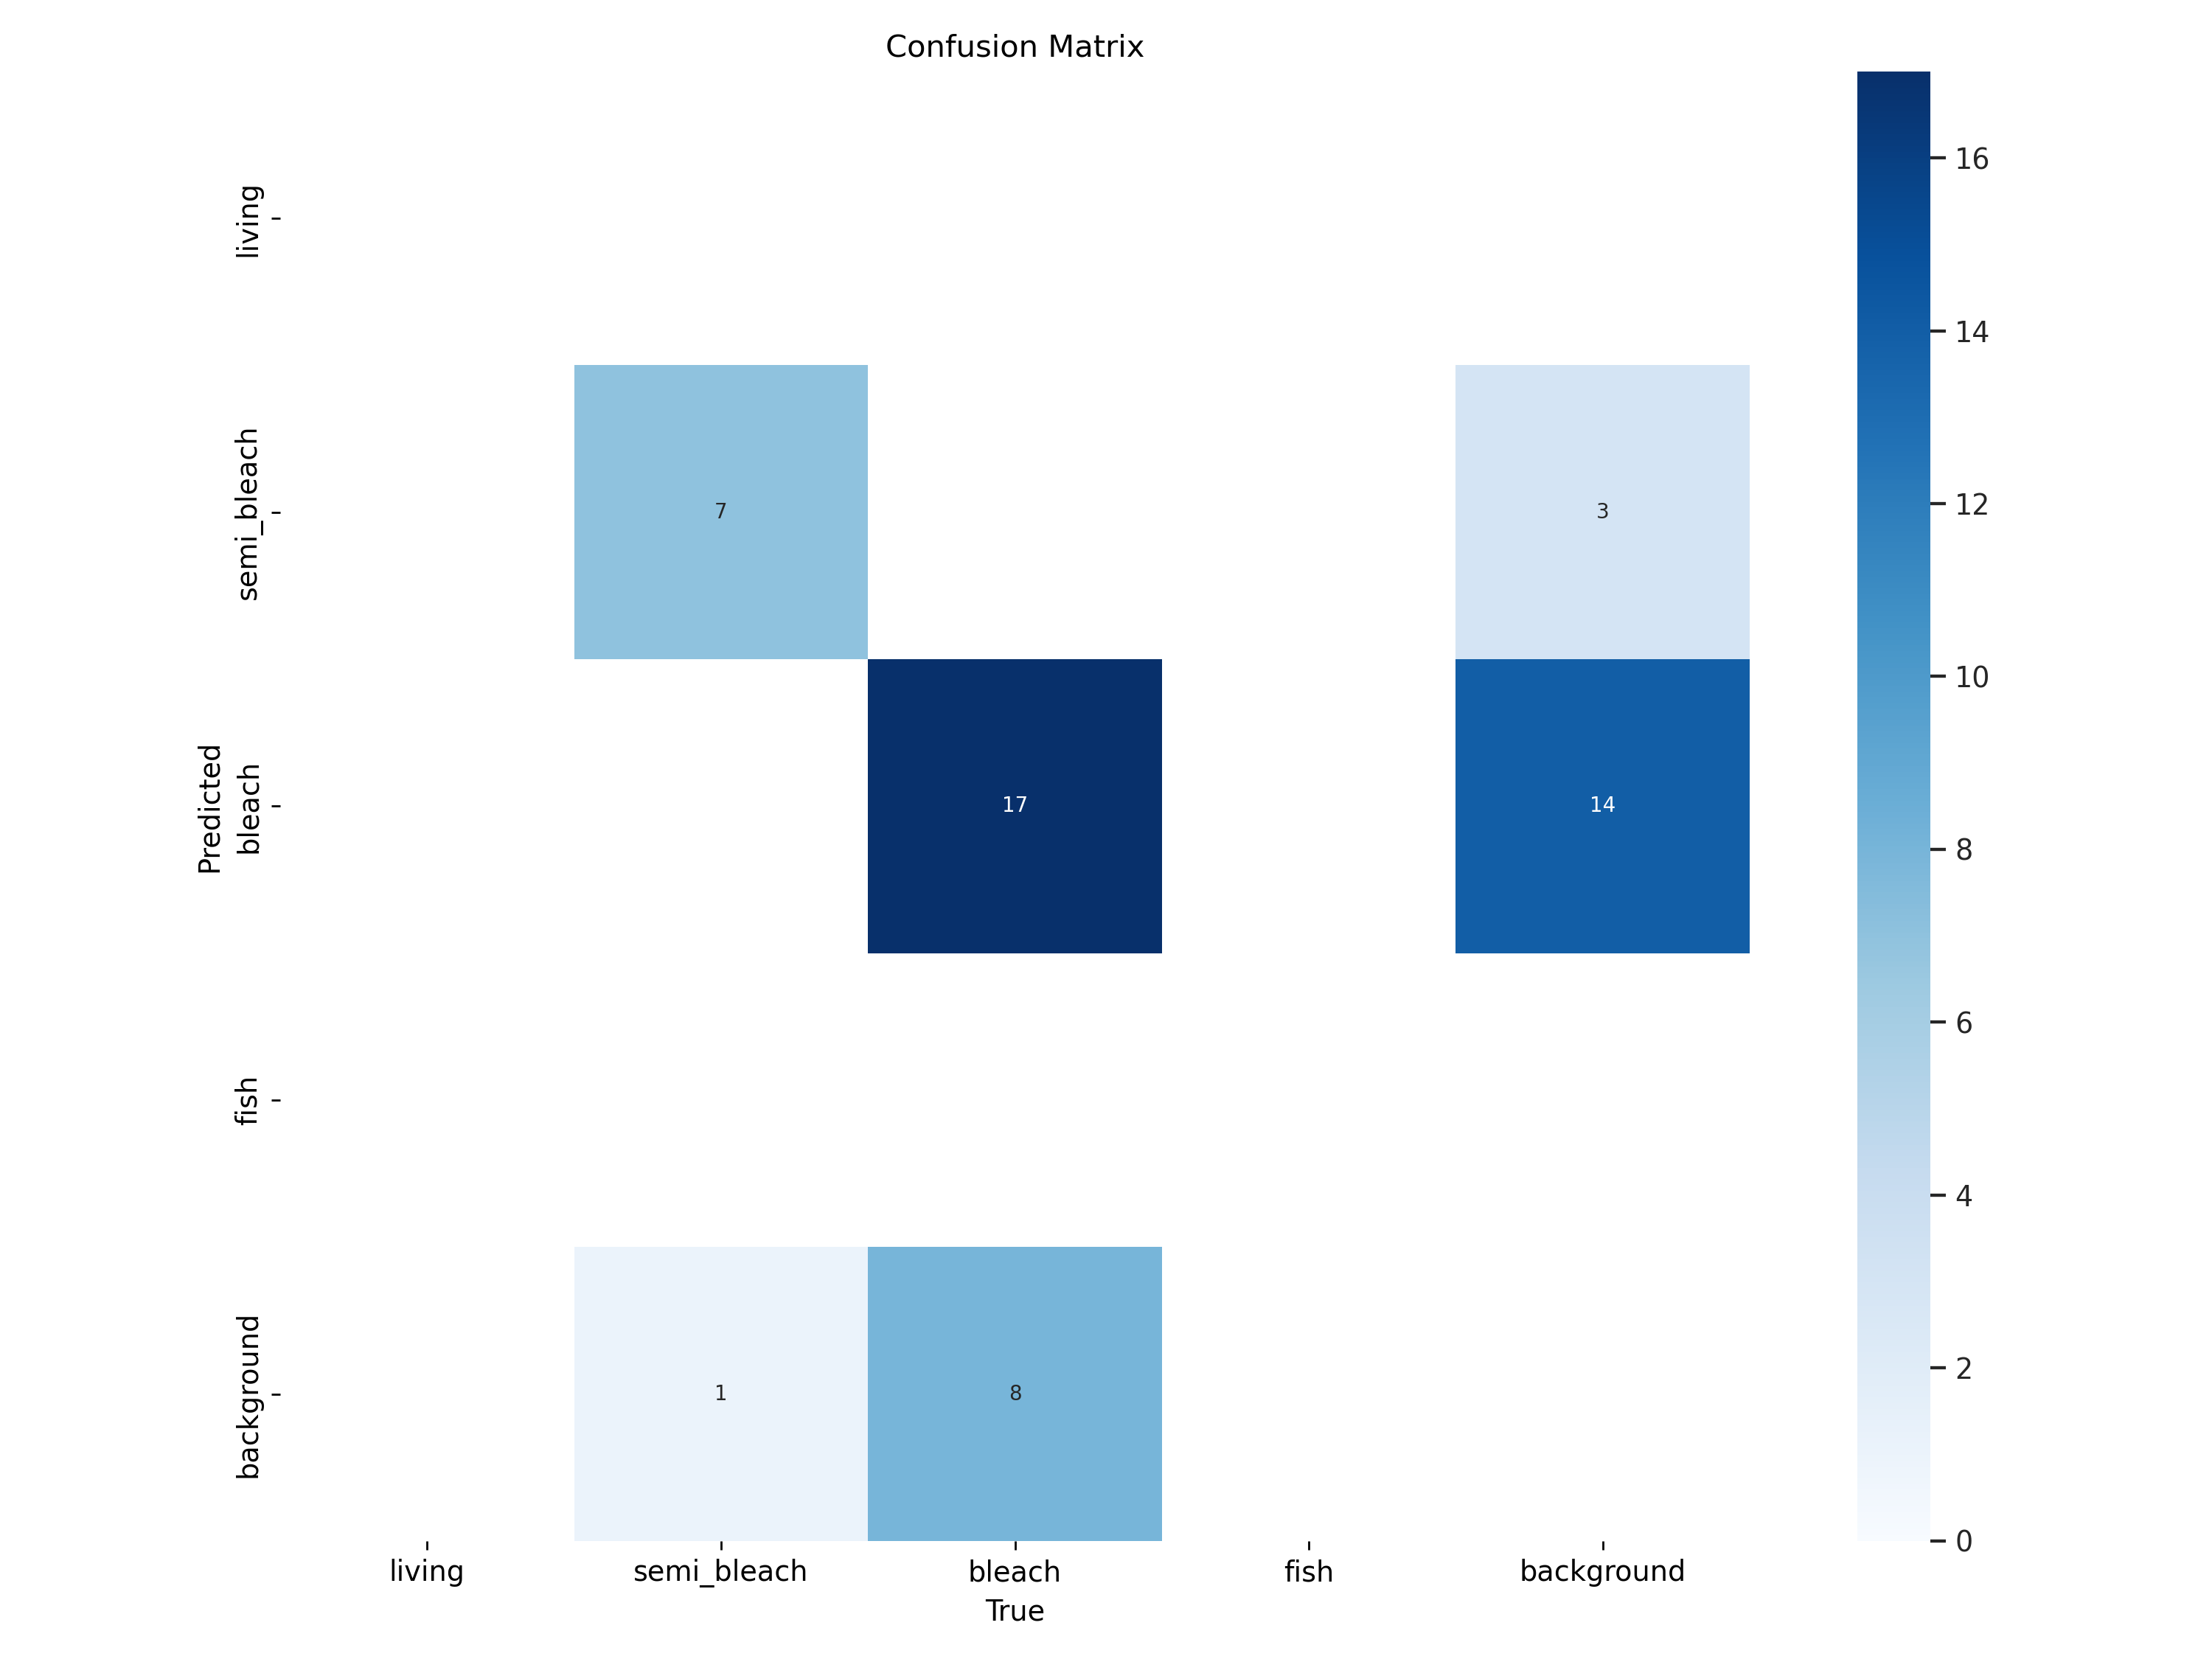 Confusion Matrix
living
semi_bleach
7
3
Predicted
bleach
17
14
fish
background
1
8
living
semi_bleach
bleach
fish
background
True
16
14
12
10
8
6
4
2
0